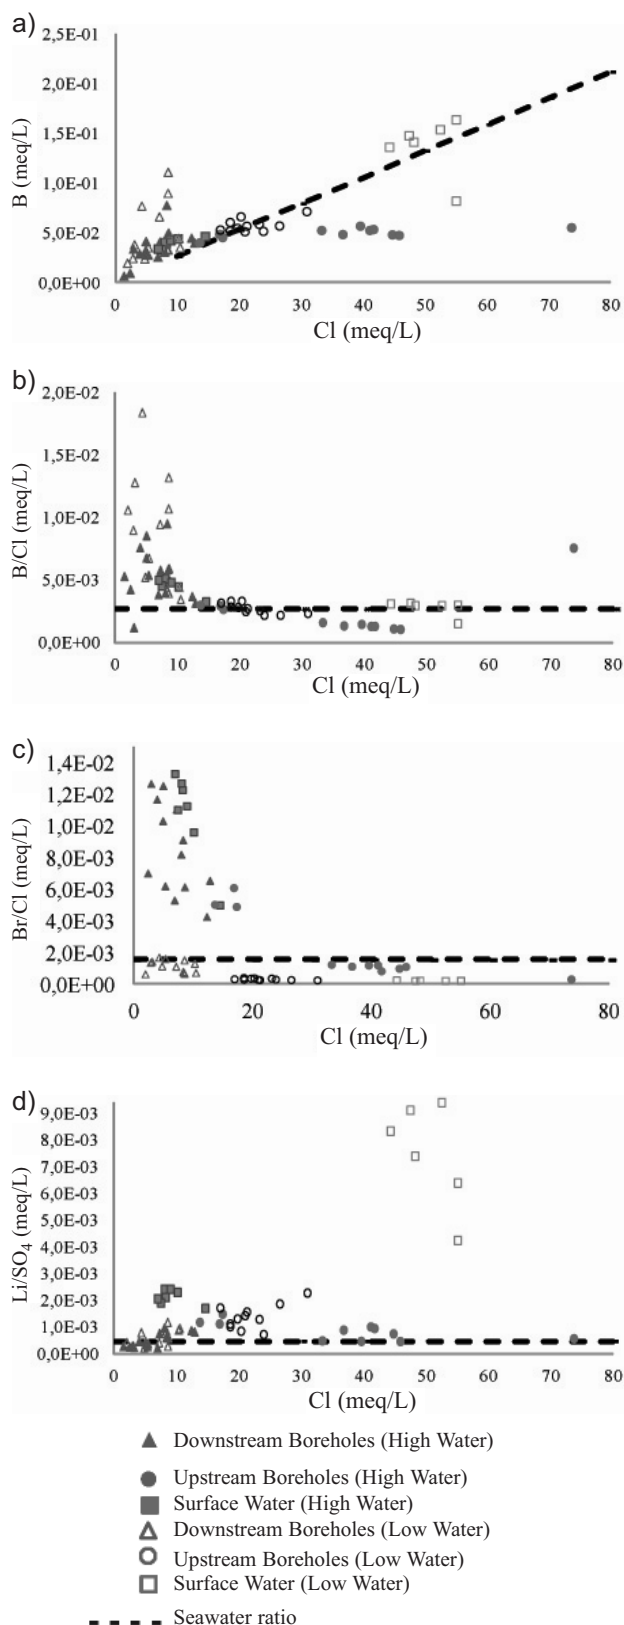 a)
2,5E-01
2,0E-01
1,5E-01
1,0E-01
5,0E-02
0,0E+00
B (meq/L)
0 10 20 30 40 50 60 70 80
Cl (meq/L)
b)
2,0E-02
1,5E-02
1,0E-02
5,0E-03
0,0E+00
B/Cl (meq/L)
0 10 20 30 40 50 60 70 80
Cl (meq/L)
c)
1,4E-02
1,2E-02
1,0E-02
8,0E-03
6,0E-03
4,0E-03
2,0E-03
0,0E+00
Br/Cl (meq/L)
0 20 40 60 80
Cl (meq/L)
d)
9,0E-03
8,0E-03
7,0E-03
6,0E-03
5,0E-03
4,0E-03
3,0E-03
2,0E-03
1,0E-03
0,0E+00
Li/SO4 (meq/L)
0 10 20 30 40 50 60 70 80
Cl (meq/L)
Downstream Boreholes (High Water)
Upstream Boreholes (High Water)
Surface Water (High Water)
Downstream Boreholes (Low Water)
Upstream Boreholes (Low Water)
Surface Water (Low Water)
Seawater ratio